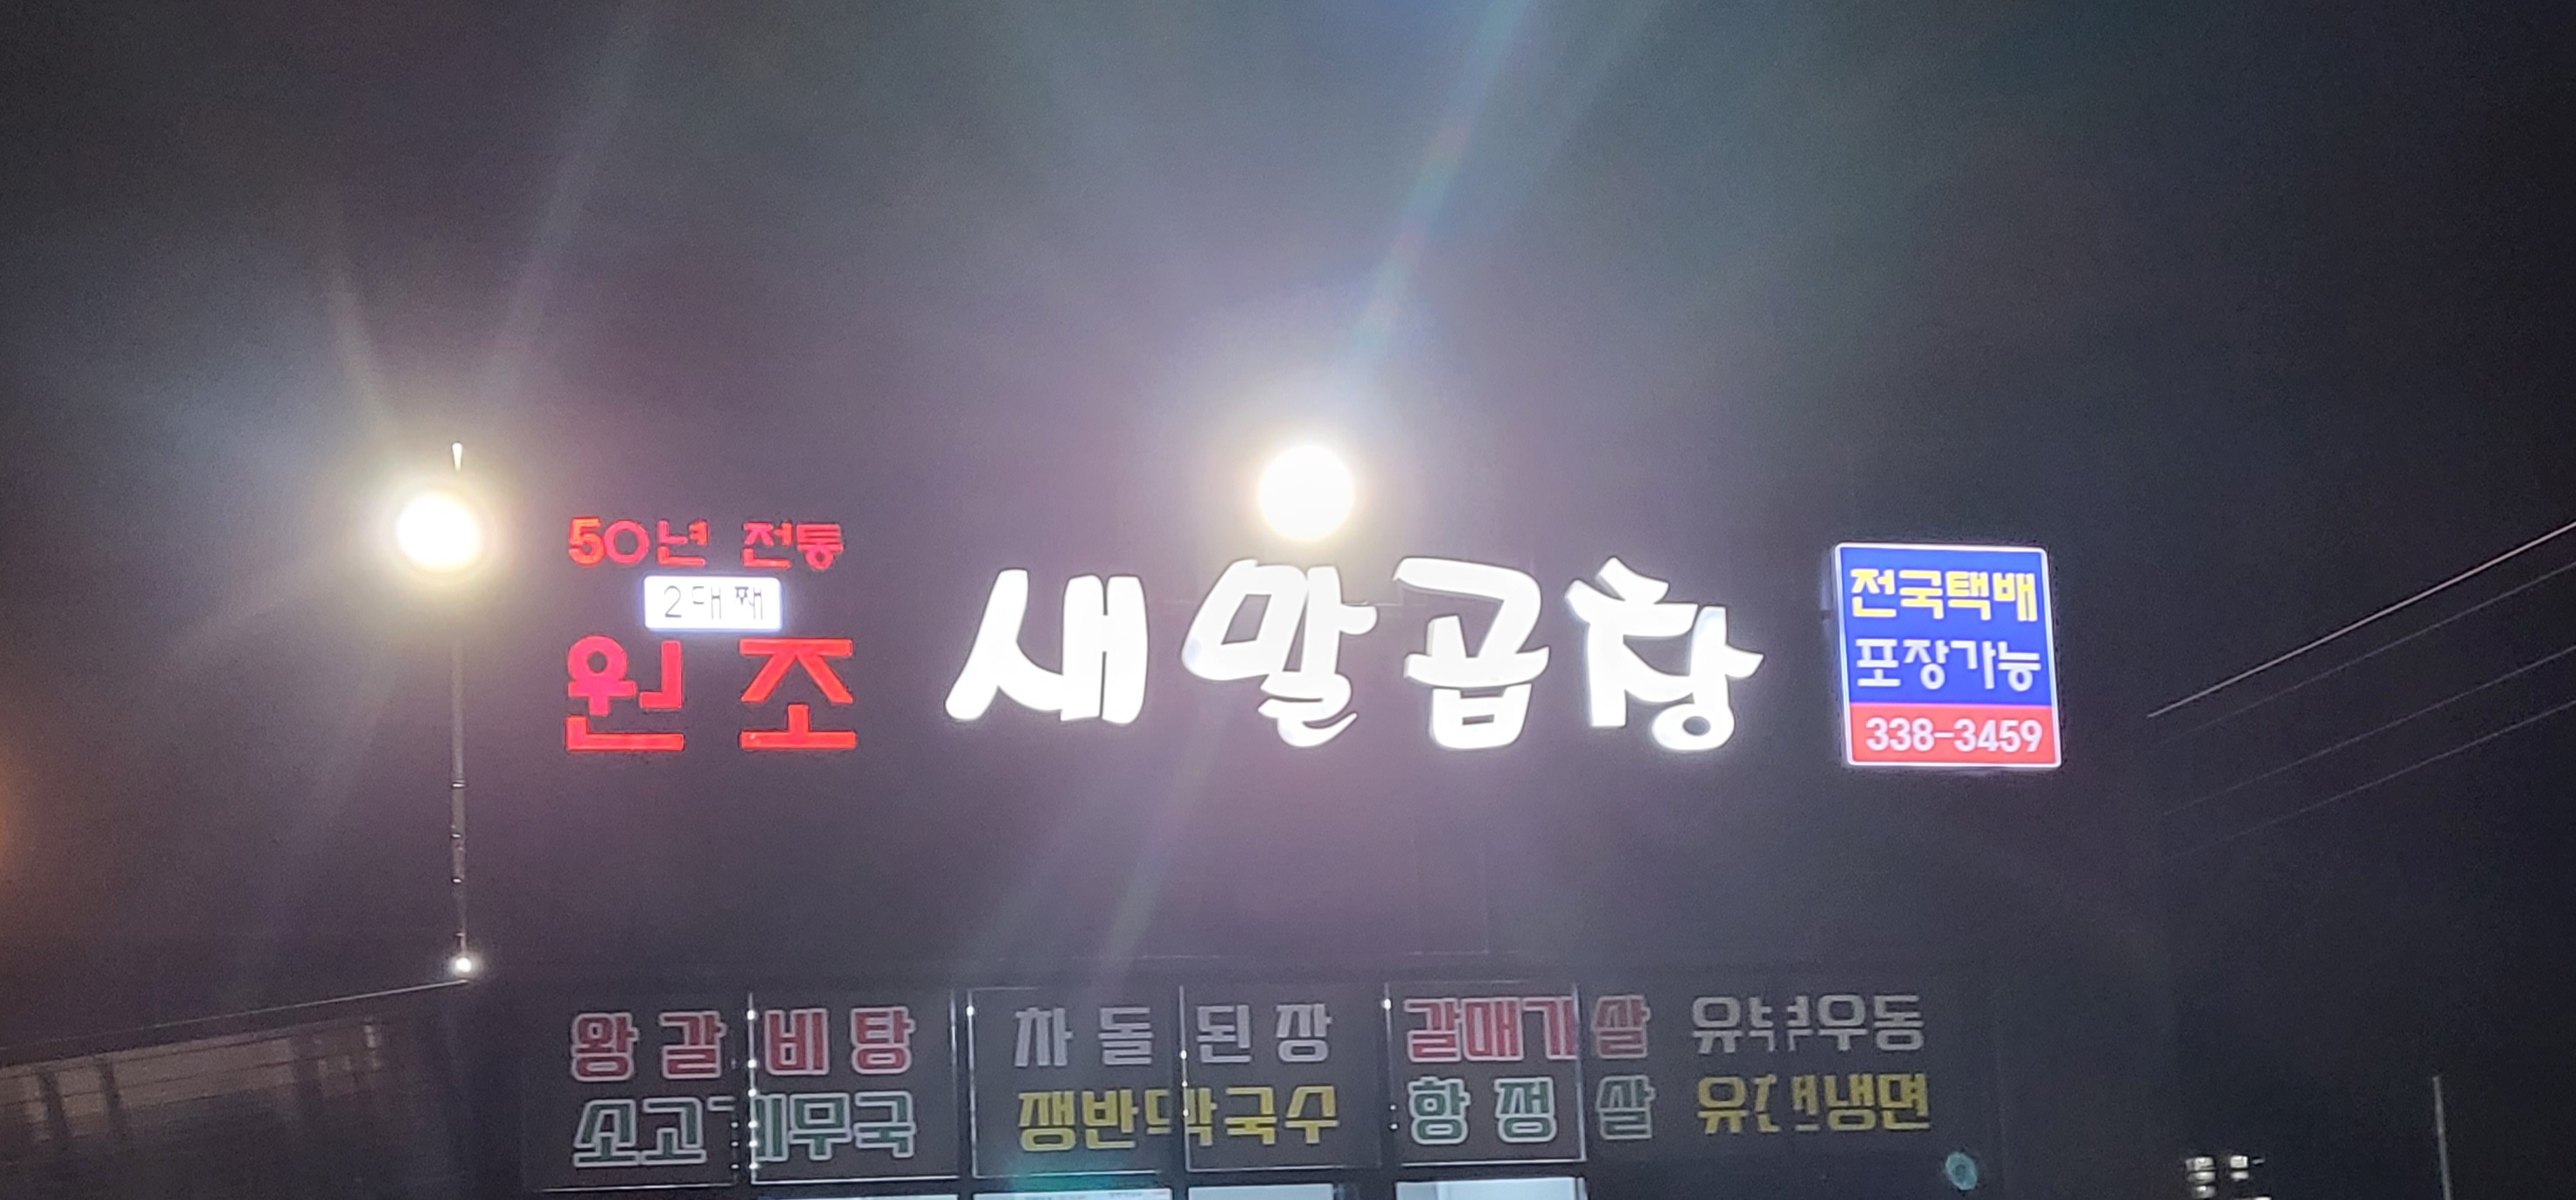 50년 전통
2대째
원조
새말곱창
전국택배
포장가능
338-3459
왕갈비탕
소고기무국
차돌된장
쟁반막국수
갈매기살
항정살
유부우동
유천냉면